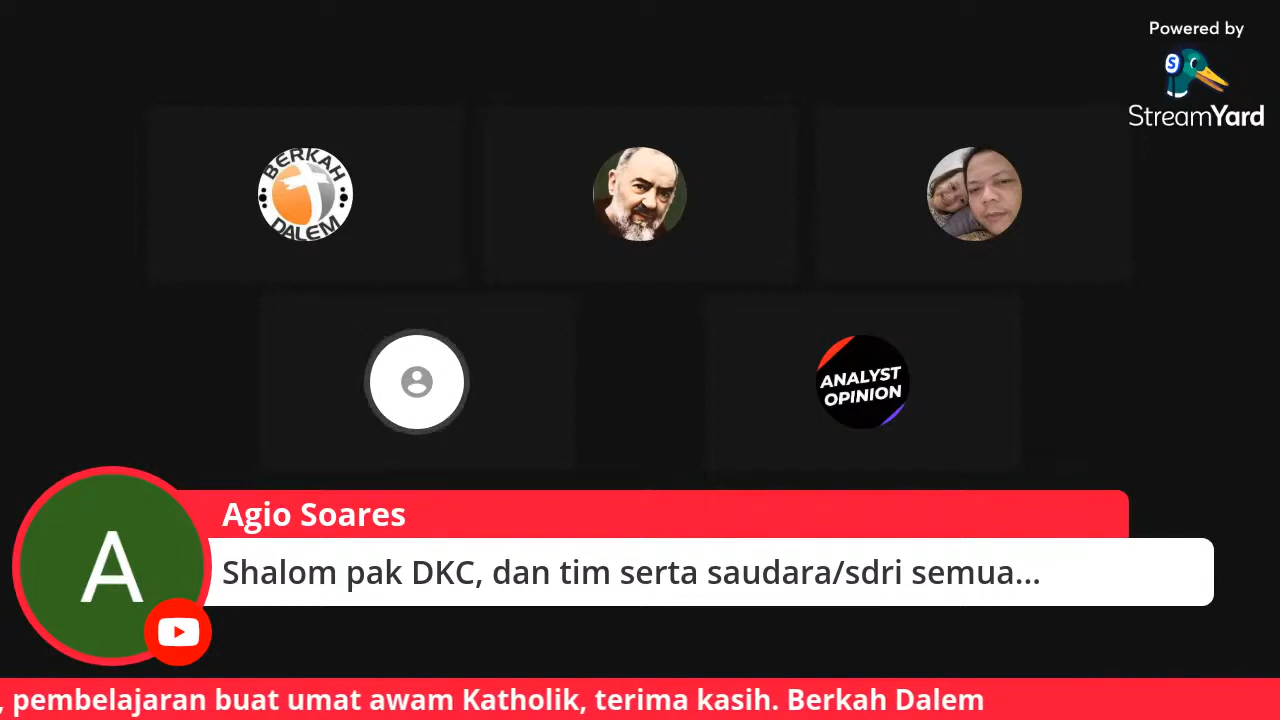 Powered by
StreamYard
BERKAH
DALEM
ANALYST
OPINION
A
Agio Soares
Shalom pak DKC, dan tim serta saudara/sdri semua...
, pembelajaran buat umat awam Katholik, terima kasih. Berkah Dalem